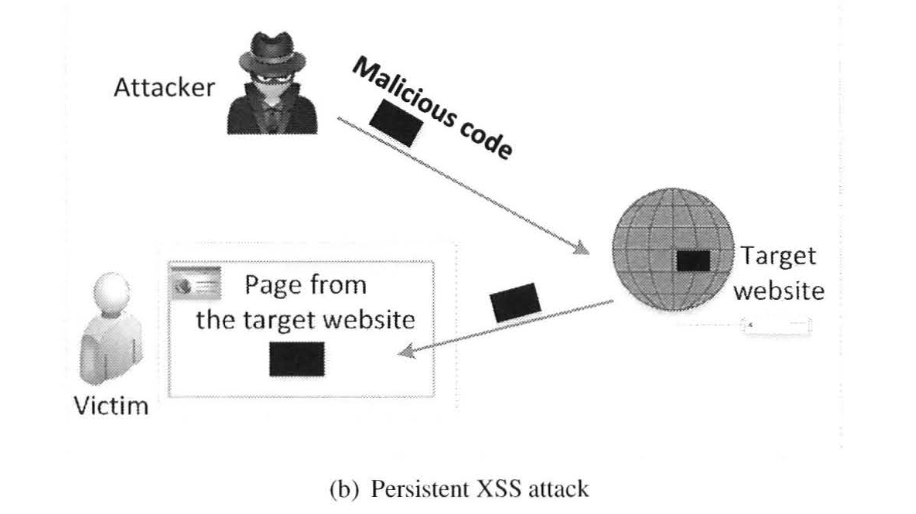 Attacker
Malicious code
Target
website
Page from
the target website
Victim
(b) Persistent XSS attack